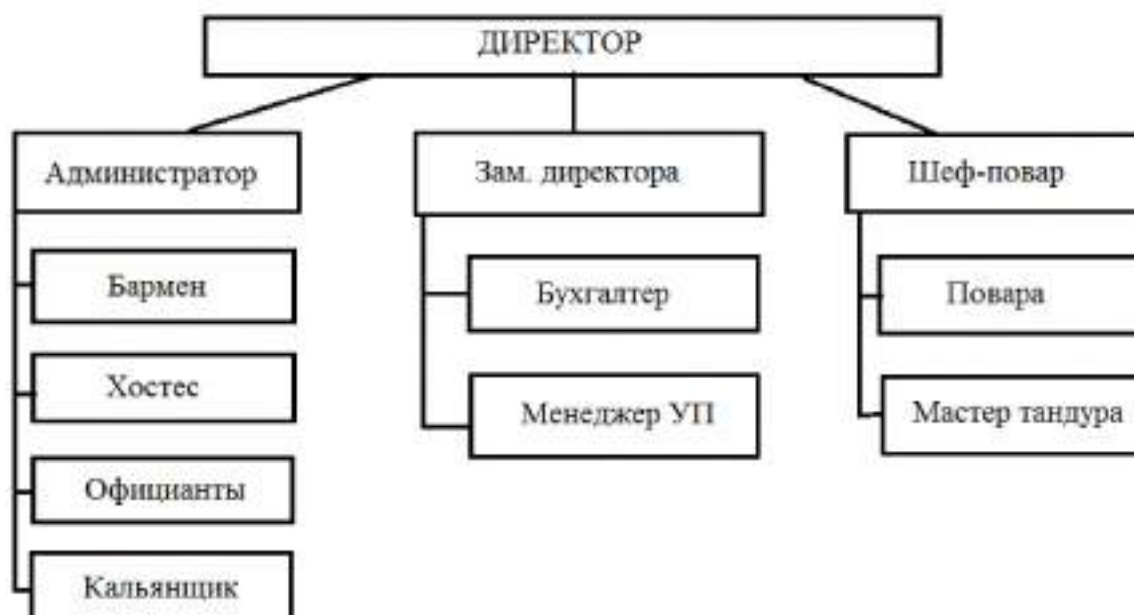 ДИРЕКТОР
Администратор
Зам. директора
Шеф-повар
Бармен
Бухгалтер
Повара
Хостес
Менеджер УП
Мастер тандура
Официанты
Кальянщик